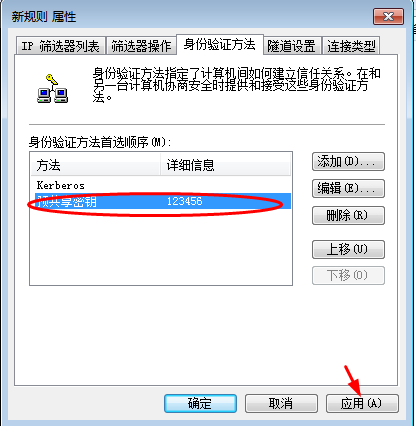 新规则 属性
IP 筛选器列表 筛选器操作 身份验证方法 隧道设置 连接类型
身份验证方法指定了计算机间如何建立信任关系。在和
另一台计算机协商安全时提供和接受这些身份验证方
法。
身份验证方法首选顺序(M):
方法 详细信息 添加(D)...
Kerberos
预共享密钥 123456 编辑(E)...
删除(R)
上移(U)
下移(O)
确定 取消 应用(A)